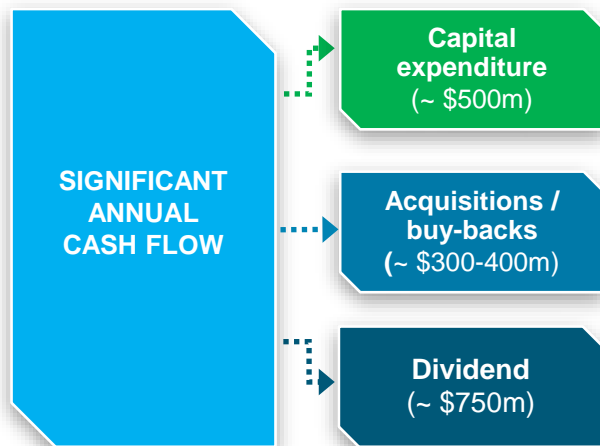 SIGNIFICANT
ANNUAL
CASH FLOW
Capital
expenditure
(~ $500m)
Acquisitions /
buy-backs
(~ $300-400m)
Dividend
(~ $750m)